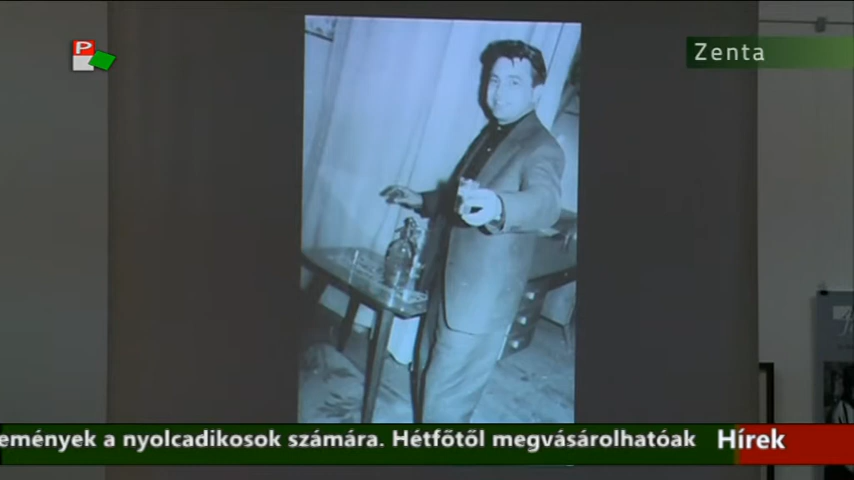 P
Zenta
emények a nyolcadikosok számára. Hétfőtől megvásárolhatóak
Hírek